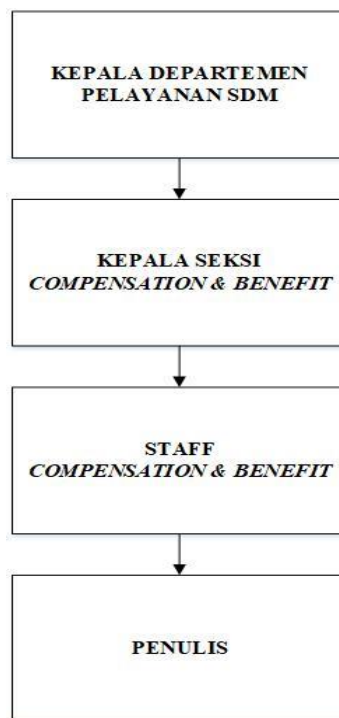 KEPALA DEPARTEMEN
PELAYANAN SDM
KEPALA SEKSI
COMPENSATION & BENEFIT
STAFF
COMPENSATION & BENEFIT
PENULIS